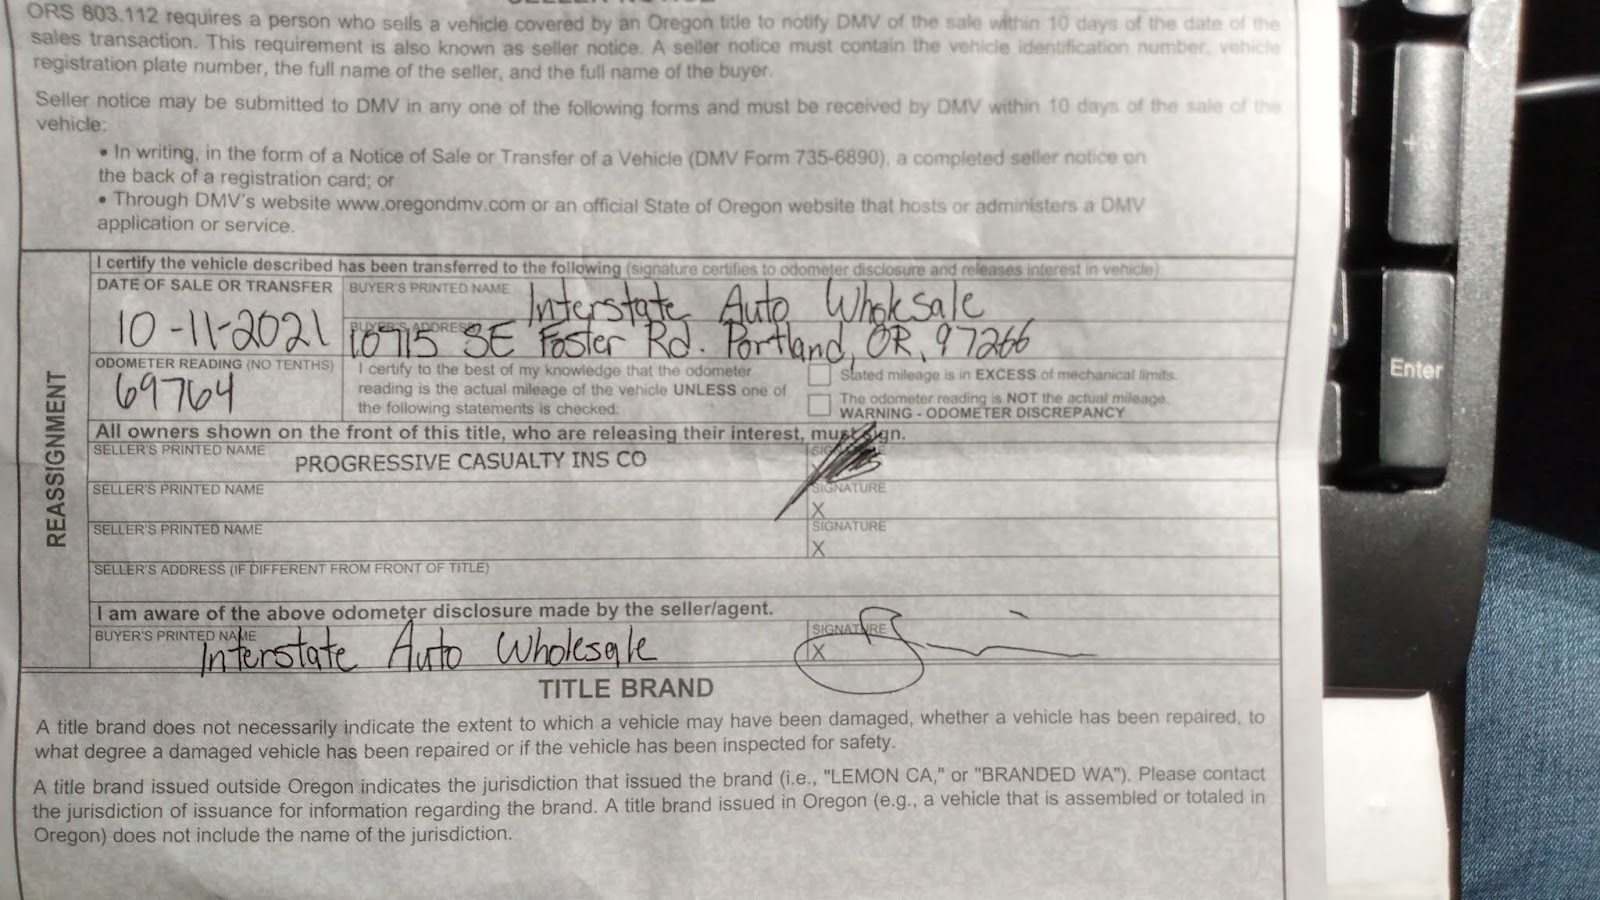 ORS 803.112 requires a person who sells a vehicle covered by an Oregon title to notify DMV of the sale within 10 days of the date of the
sales transaction. This requirement is also known as seller notice. A seller notice must contain the vehicle identification number, vehicle
registration plate number, the full name of the seller, and the full name of the buyer.
Seller notice may be submitted to DMV in any one of the following forms and must be received by DMV within 10 days of the sale of the
vehicle:
• In writing, in the form of a Notice of Sale or Transfer of a Vehicle (DMV Form 735-6890), a completed seller notice on
the back of a registration card; or
• Through DMV's website www.oregondmv.com or an official State of Oregon website that hosts or administers a DMV
application or service.
REASSIGNMENT
I certify the vehicle described has been transferred to the following (signature certifies to odometer disclosure and releases interest in vehicle)
DATE OF SALE OR TRANSFER
10-11-2021
BUYER'S PRINTED NAME Interstate Auto Wholesale
BUYER'S ADDRESS 10715 SE Foster Rd. Portland, OR, 97266
ODOMETER READING (NO TENTHS)
69764
I certify to the best of my knowledge that the odometer
reading is the actual mileage of the vehicle UNLESS one of
the following statements is checked.
Stated mileage is in EXCESS of mechanical limits.
The odometer reading is NOT the actual mileage.
WARNING - ODOMETER DISCREPANCY
All owners shown on the front of this title, who are releasing their interest, must sign.
SELLER'S PRINTED NAME PROGRESSIVE CASUALTY INS CO
SELLER'S PRINTED NAME
SIGNATURE
X
SELLER'S PRINTED NAME
SIGNATURE
X
SELLER'S ADDRESS (IF DIFFERENT FROM FRONT OF TITLE)
I am aware of the above odometer disclosure made by the seller/agent.
BUYER'S PRINTED NAME Interstate Auto Wholesale
SIGNATURE
X
TITLE BRAND
A title brand does not necessarily indicate the extent to which a vehicle may have been damaged, whether a vehicle has been repaired, to
what degree a damaged vehicle has been repaired or if the vehicle has been inspected for safety.
A title brand issued outside Oregon indicates the jurisdiction that issued the brand (i.e., "LEMON CA," or "BRANDED WA"). Please contact
the jurisdiction of issuance for information regarding the brand. A title brand issued in Oregon (e.g., a vehicle that is assembled or totaled in
Oregon) does not include the name of the jurisdiction.
+
Enter